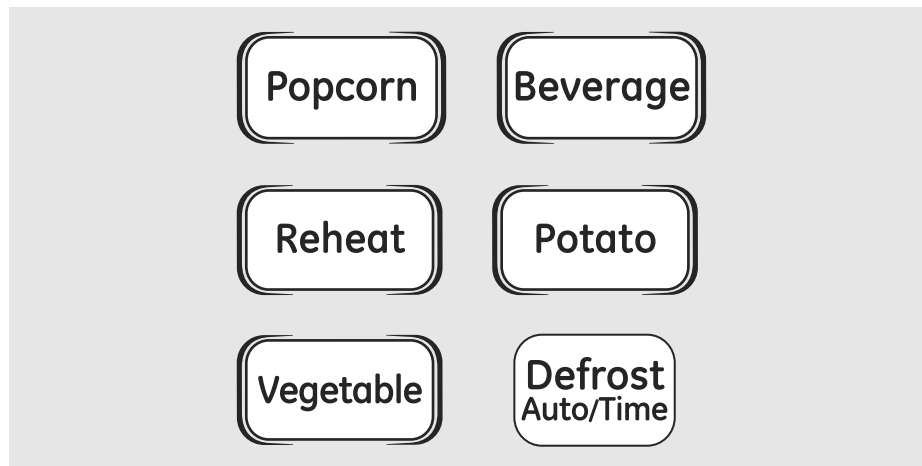 Popcorn
Beverage
Reheat
Potato
Vegetable
Defrost
Auto/Time